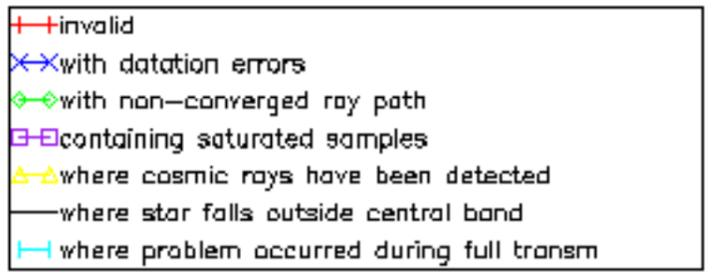 invalid
with datation errors
with non-converged ray path
containing saturated samples
where cosmic rays have been detected
where star falls outside central band
where problem occurred during full transm